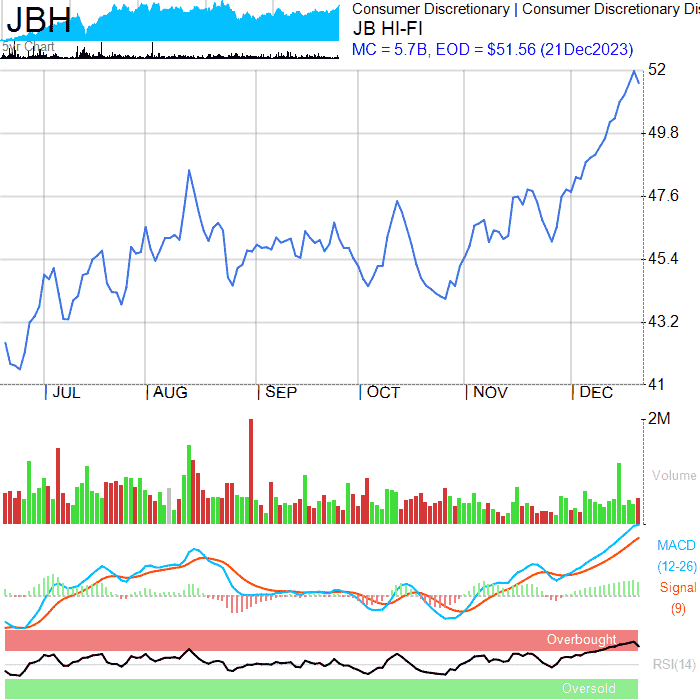 JBH
5yr Chart
Consumer Discretionary | Consumer Discretionary Dis
JB HI-FI
MC = 5.7B, EOD = $51.56 (21Dec2023)
52
49.8
47.6
45.4
43.2
41
| JUL | AUG | SEP | OCT | NOV | DEC
2M
Volume
MACD
(12-26)
Signal
(9)
Overbought
RSI(14)
Oversold